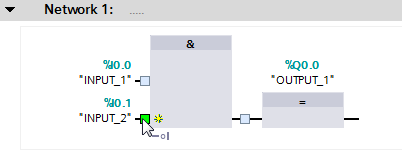 Network 1: .....
&
%I0.0
"INPUT_1"
%I0.1
"INPUT_2"
%Q0.0
"OUTPUT_1"
=